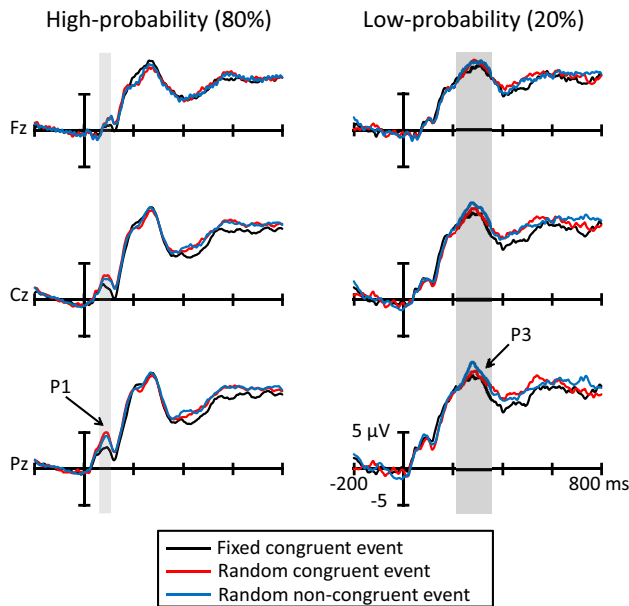 High-probability (80%)
Low-probability (20%)
Fz
Cz
P1
P3
Pz
5 µV
-5
-200
800 ms
Fixed congruent event
Random congruent event
Random non-congruent event